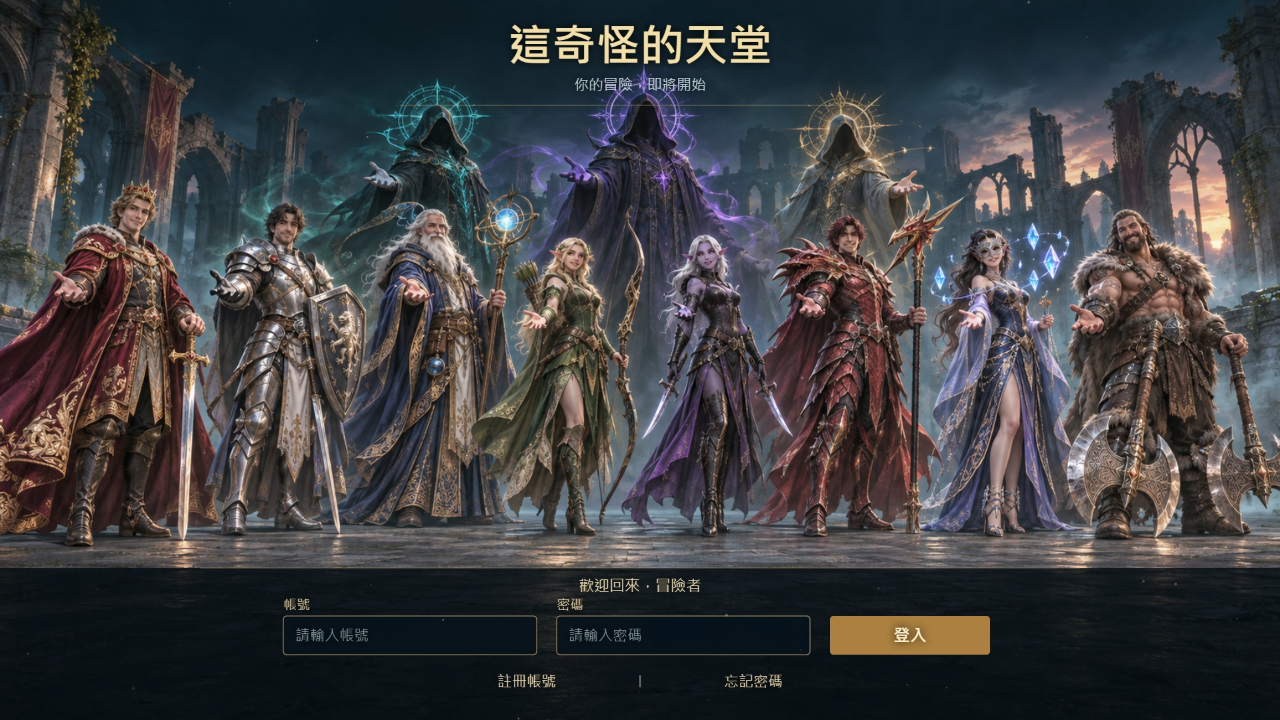 這奇怪的天堂
你的冒險・即將開始
歡迎回來・冒險者
帳號
密碼
請輸入帳號
請輸入密碼
登入
註冊帳號 | 忘記密碼